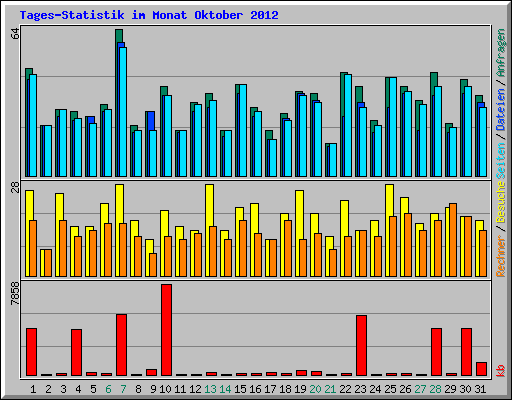 Tages-Statistik im Monat Oktober 2012
64
28
7858
Rechner / Besuche Seiten / Dateien / Anfragen
kb
1 2 3 4 5 6 7 8 9 10 11 12 13 14 15 16 17 18 19 20 21 22 23 24 25 26 27 28 29 30 31